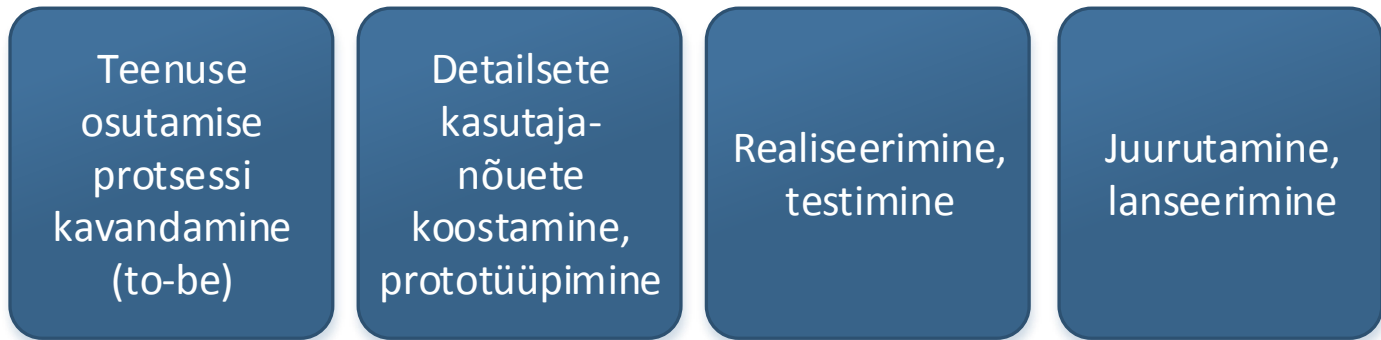 Teenuse
osutamise
protsessi
kavandamine
(to-be)
Detailsete
kasutaja-
nõuete
koostamine,
prototüüpimine
Realiseerimine,
testimine
Juurutamine,
lanseerimine